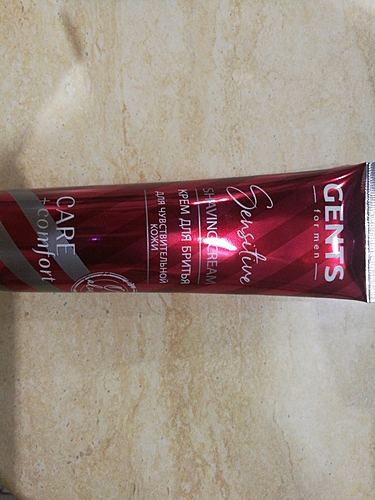 GENTS
for men
Sensitive
SHAVING CREAM
КРЕМ ДЛЯ БРИТЬЯ
ДЛЯ ЧУВСТВИТЕЛЬНОЙ
КОЖИ
CARE
+comfort